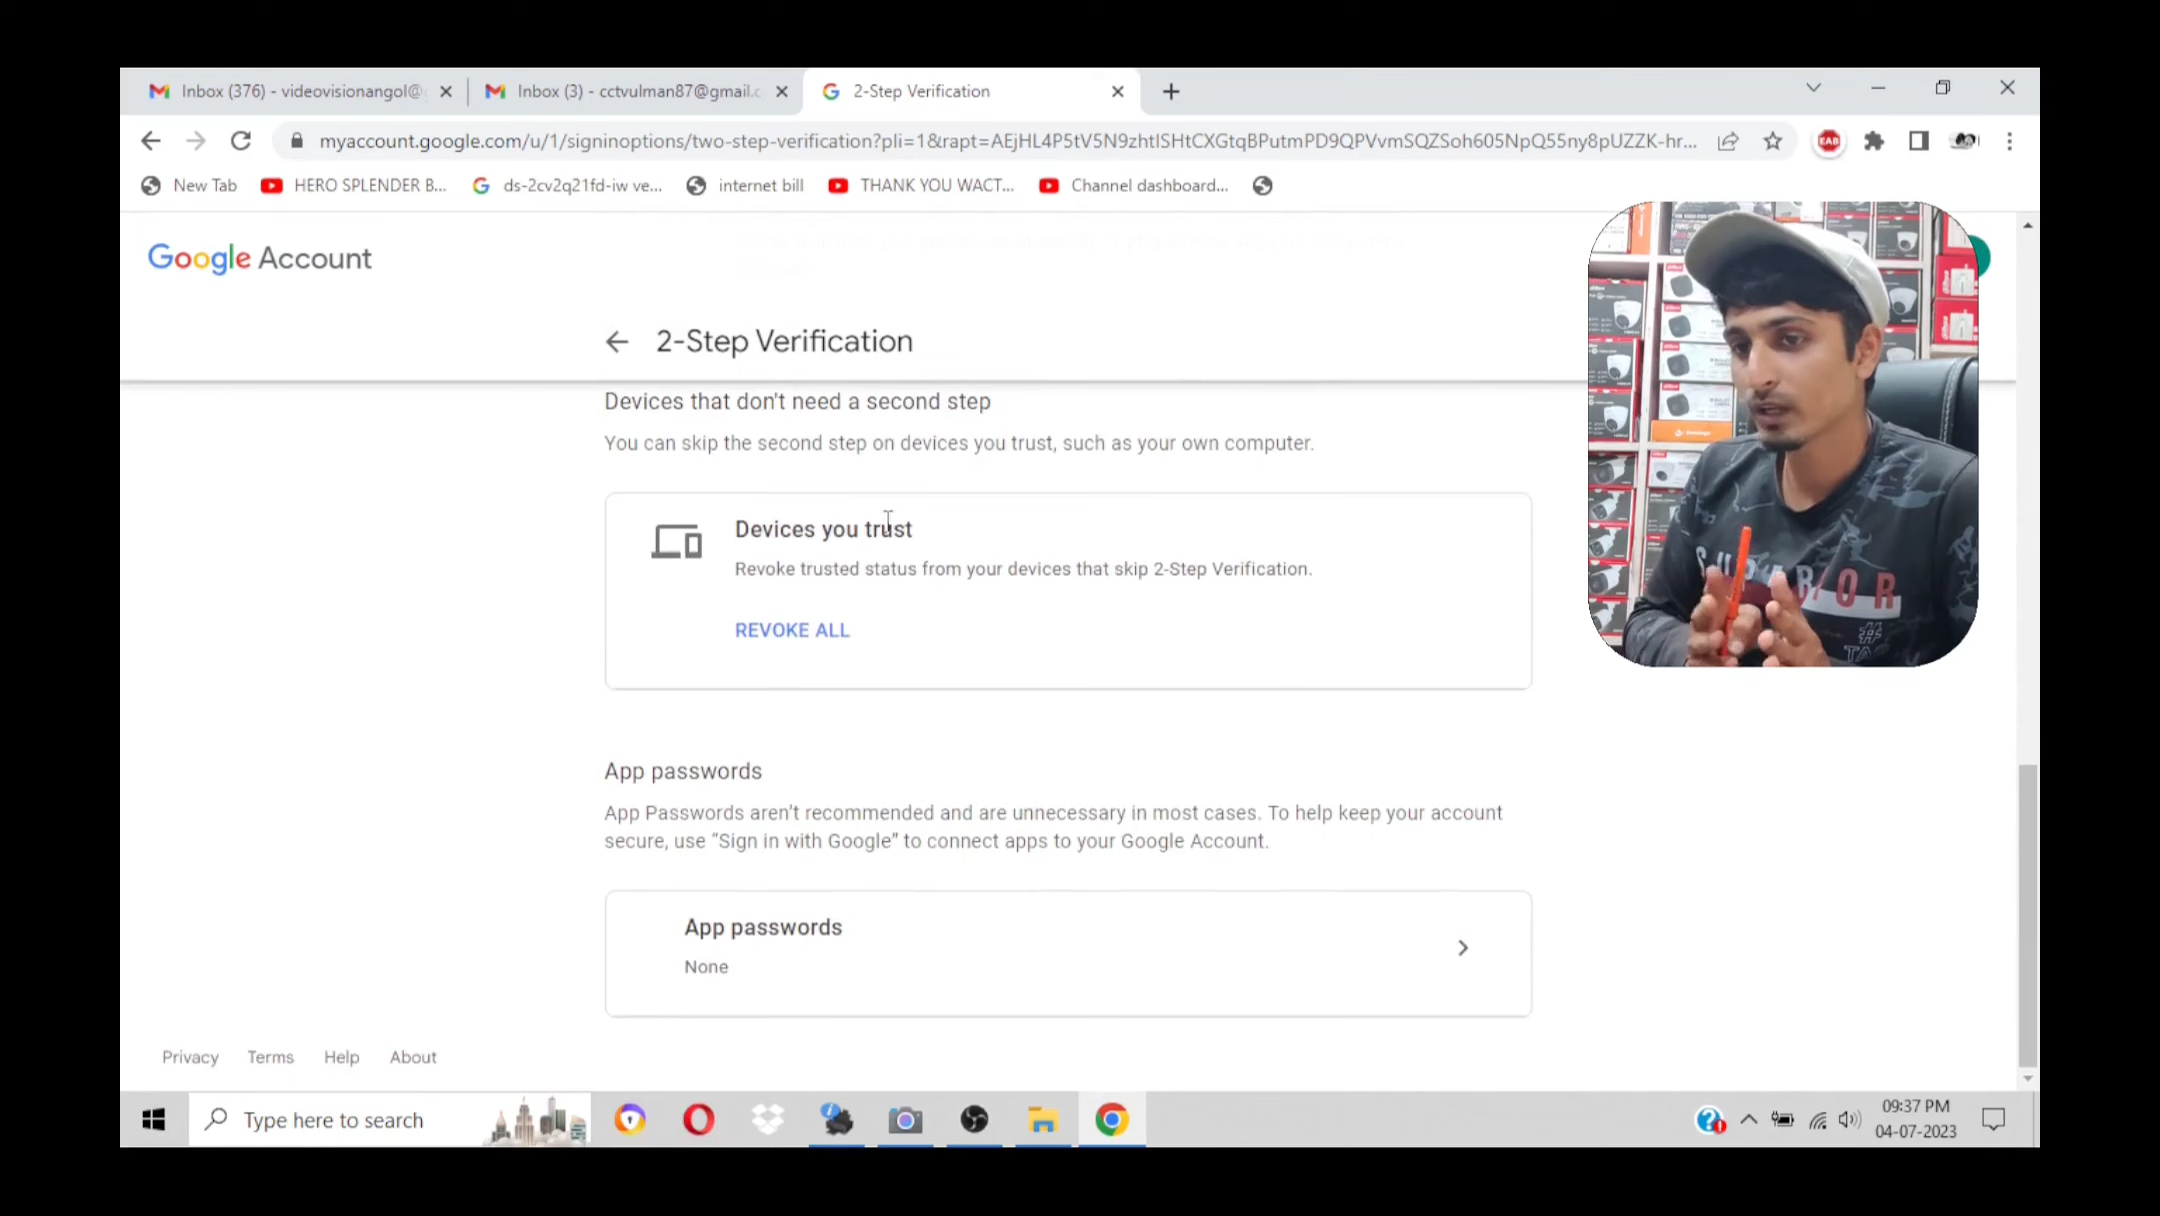 Inbox (376) - videovisionangol@
Inbox (3) - cctvulman87@gmail.c
2-Step Verification
myaccount.google.com/u/1/signinoptions/two-step-verification?pli=1&rapt=AEjHL4P5tV5N9zhtlSHtCXGtqBPutmPD9QPVvmSQZSoh605NpQ55ny8pUZZK-hr...
EAD
New Tab
HERO SPLENDER B...
ds-2cv2q21fd-iw ve...
internet bill
THANK YOU WACT...
Channel dashboard...
Google Account
2-Step Verification
Devices that don't need a second step
You can skip the second step on devices you trust, such as your own computer.
Devices you trust
Revoke trusted status from your devices that skip 2-Step Verification.
REVOKE ALL
App passwords
App Passwords aren't recommended and are unnecessary in most cases. To help keep your account
secure, use “Sign in with Google” to connect apps to your Google Account.
App passwords
None
Privacy
Terms
Help
About
Type here to search
09:37 PM
04-07-2023